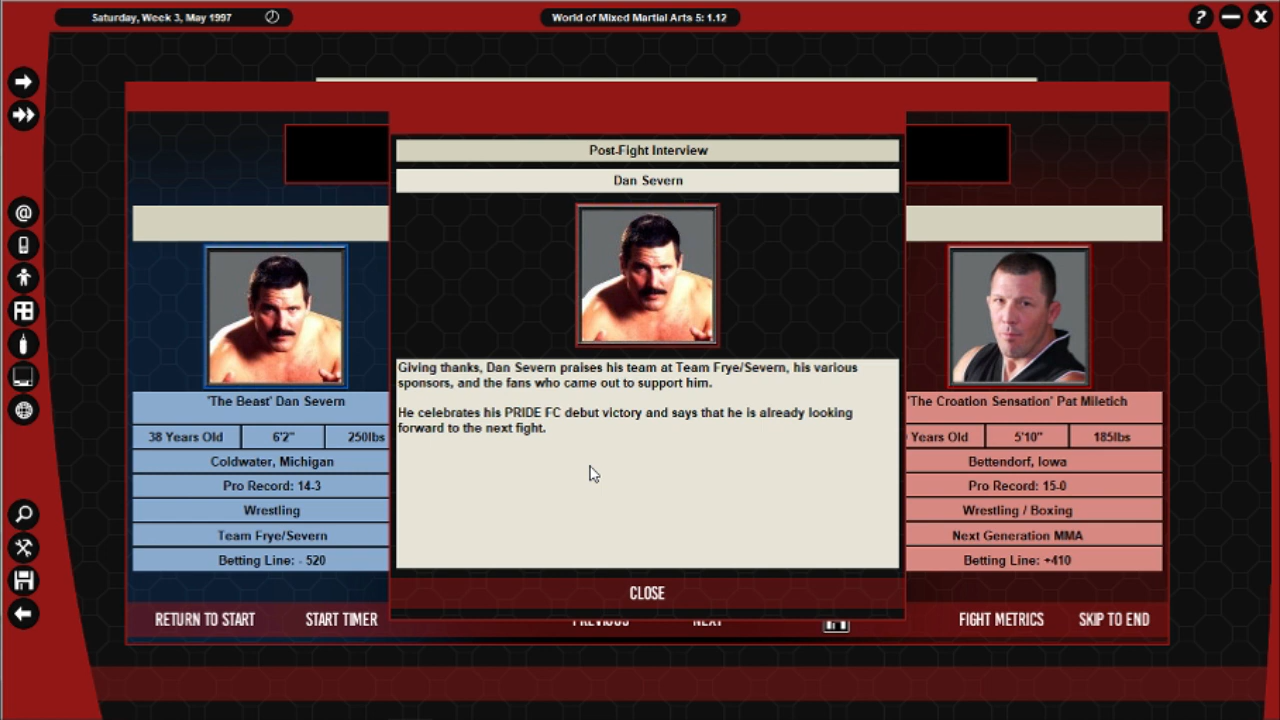 Saturday, Week 3, May 1997
World of Mixed Martial Arts 5: 1.12
?
X
@
Post-Fight Interview
Dan Severn
Giving thanks, Dan Severn praises his team at Team Frye/Severn, his various
sponsors, and the fans who came out to support him.
He celebrates his PRIDE FC debut victory and says that he is already looking
forward to the next fight.
CLOSE
'The Beast' Dan Severn
38 Years Old
6'2"
250lbs
Coldwater, Michigan
Pro Record: 14-3
Wrestling
Team Frye/Severn
Betting Line: - 520
'The Croation Sensation' Pat Miletich
Years Old
5'10"
185lbs
Bettendorf, Iowa
Pro Record: 15-0
Wrestling / Boxing
Next Generation MMA
Betting Line: +410
RETURN TO START
START TIMER
PREVIOUS
NEXT
FIGHT METRICS
SKIP TO END